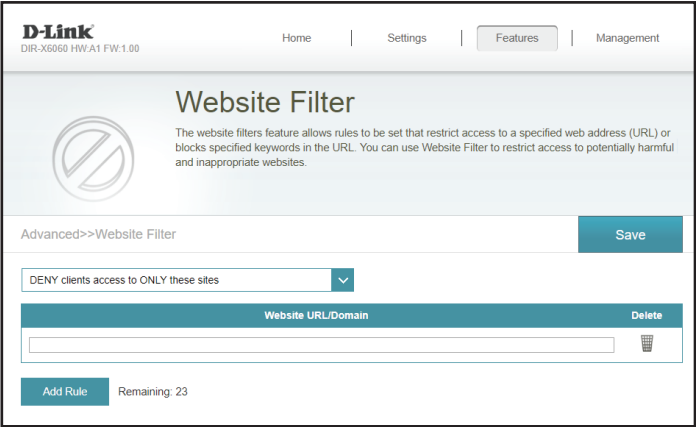 D-Link
DIR-X6060 HW:A1 FW:1.00
Home | Settings | Features | Management
Website Filter
The website filters feature allows rules to be set that restrict access to a specified web address (URL) or
blocks specified keywords in the URL. You can use Website Filter to restrict access to potentially harmful
and inappropriate websites.
Advanced>>Website Filter
Save
DENY clients access to ONLY these sites
Website URL/Domain
Delete
Add Rule
Remaining: 23